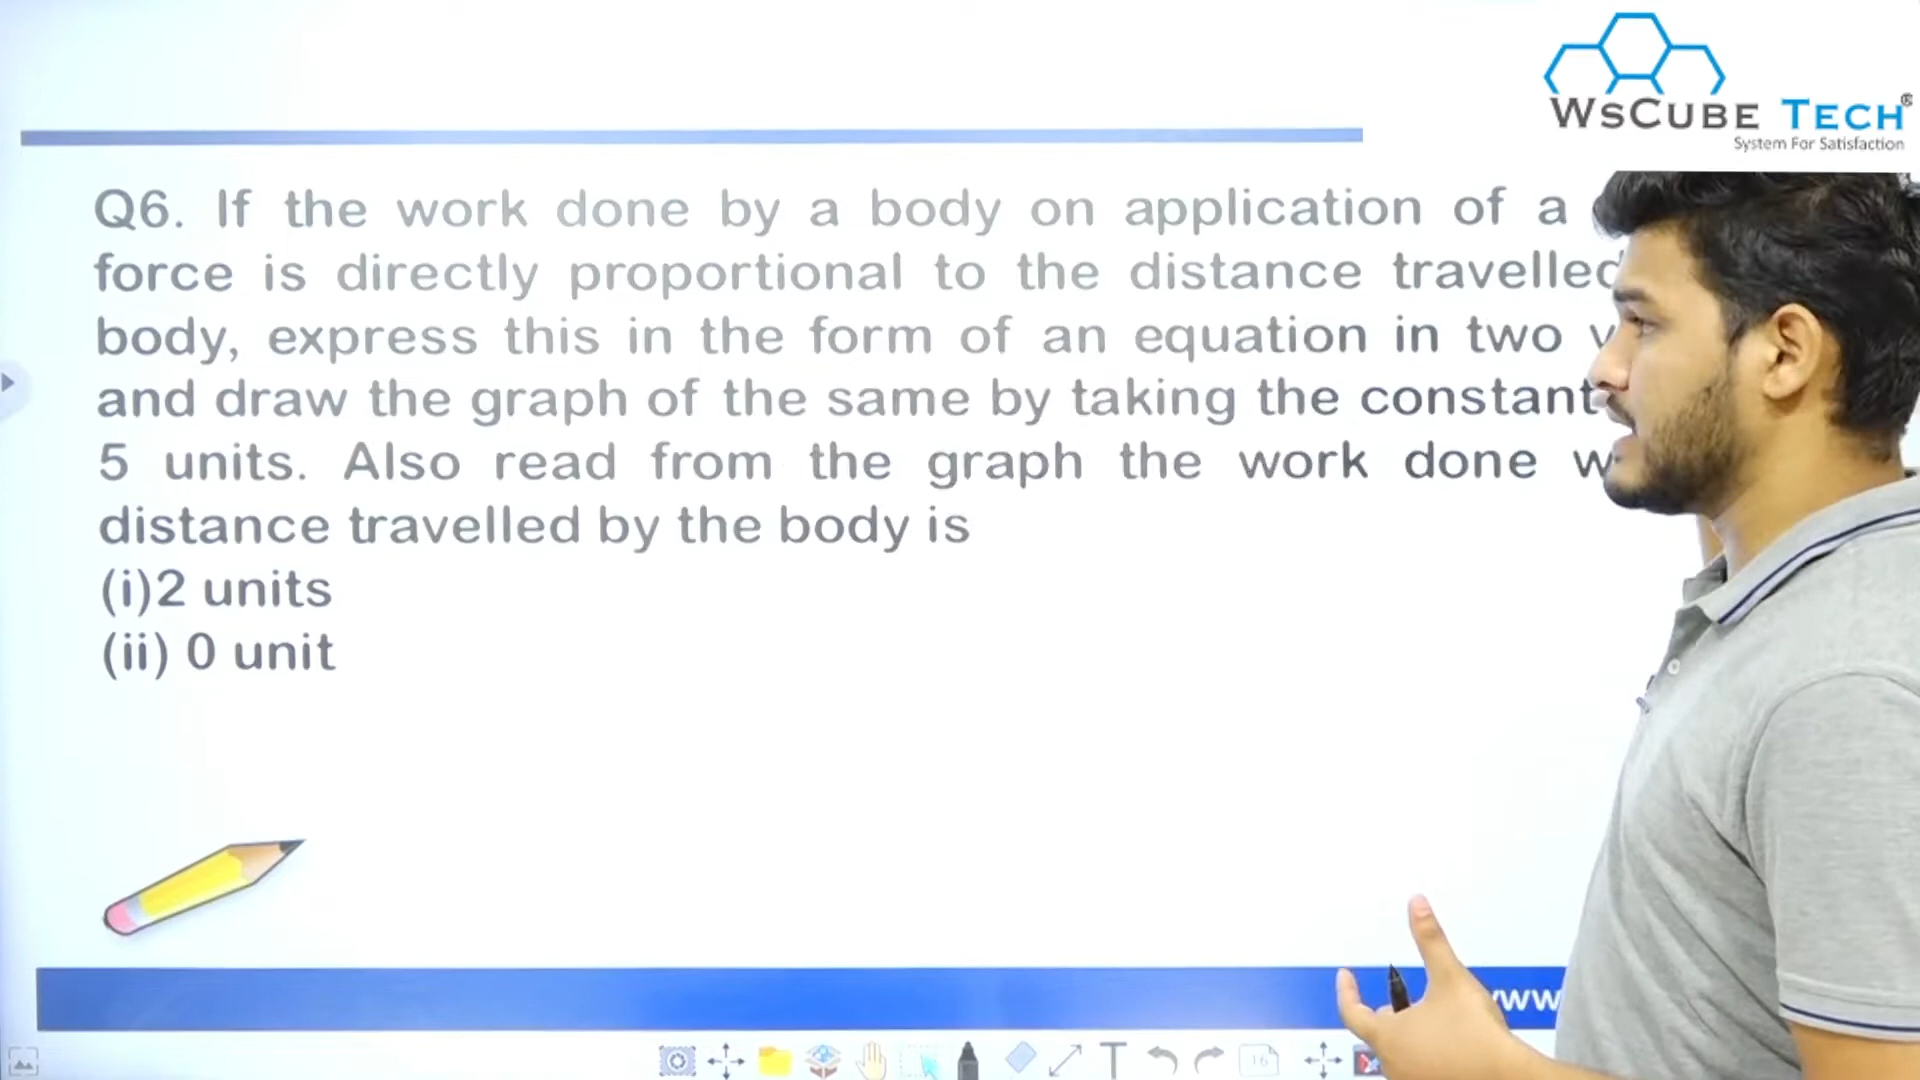 WSCUBE TECH®
System For Satisfaction
Q6. If the work done by a body on application of a
force is directly proportional to the distance travelled
body, express this in the form of an equation in two
and draw the graph of the same by taking the constant
5 units. Also read from the graph the work done
distance travelled by the body is
(i)2 units
(ii) 0 unit
www
T
16